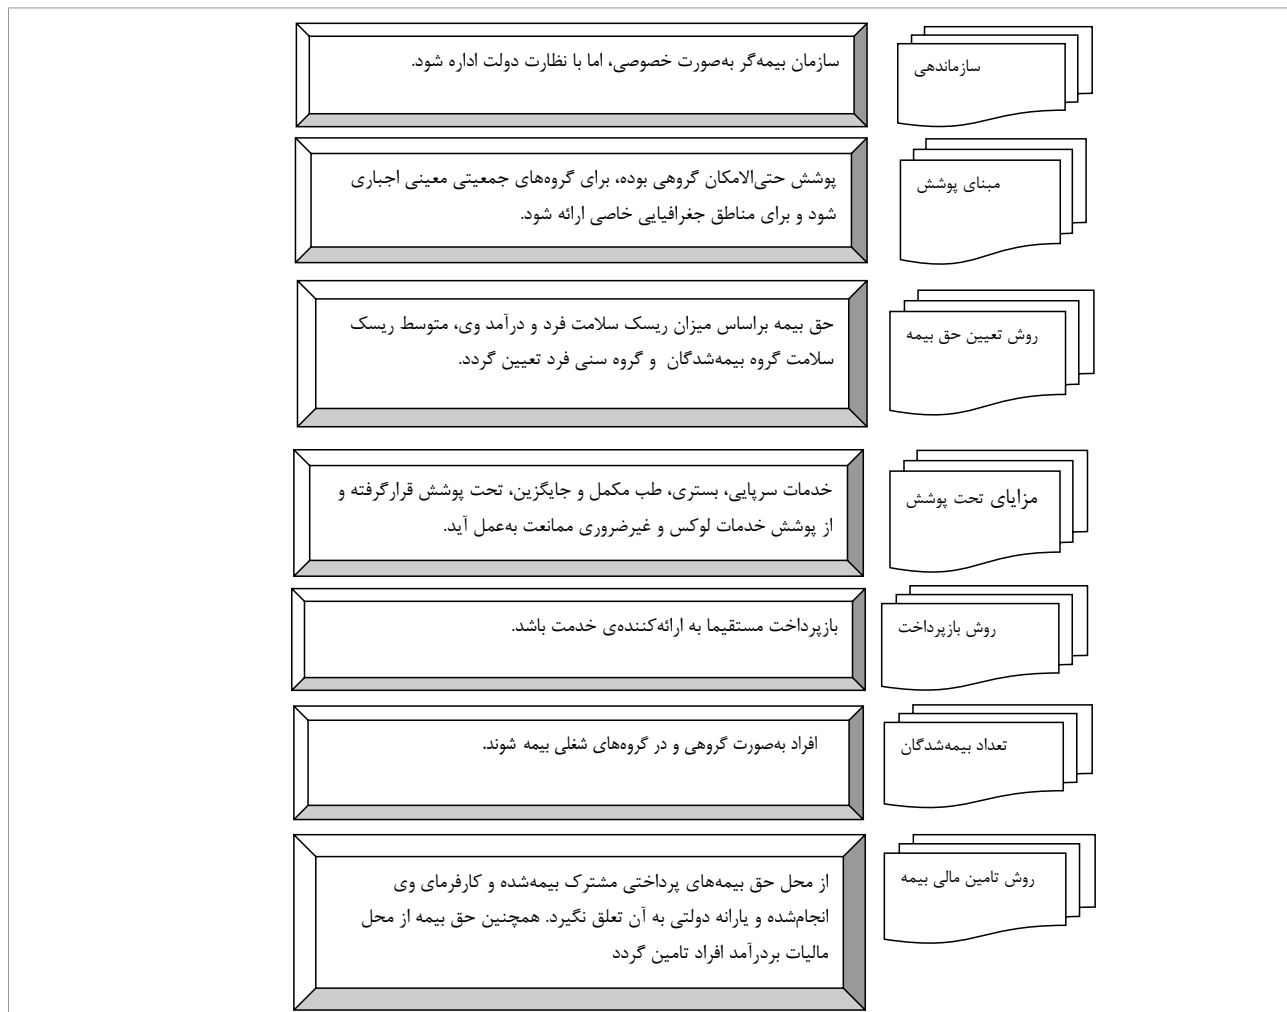 سازماندهی
سازمان بیمه‌گر به‌صورت خصوصی، اما با نظارت دولت اداره شود.
مبنای پوشش
پوشش حتی‌الامکان گروهی بوده، برای گروه‌های جمعیتی معینی اجباری
شود و برای مناطق جغرافیایی خاصی ارائه شود.
روش تعیین حق بیمه
حق بیمه براساس میزان ریسک سلامت فرد و درآمد وی، متوسط ریسک
سلامت گروه بیمه‌شدگان و گروه سنی فرد تعیین گردد.
مزایای تحت پوشش
خدمات سرپایی، بستری، طب مکمل و جایگزین، تحت پوشش قرارگرفته و
از پوشش خدمات لوکس و غیرضروری ممانعت به‌عمل آید.
روش بازپرداخت
بازپرداخت مستقیما به ارائه‌کننده‌ی خدمت باشد.
تعداد بیمه‌شدگان
افراد به‌صورت گروهی و در گروه‌های شغلی بیمه شوند.
روش تامین مالی بیمه
از محل حق بیمه‌های پرداختی مشترک بیمه‌شده و کارفرمای وی
انجام‌شده و یارانه دولتی به آن تعلق نگیرد. همچنین حق بیمه از محل
مالیات بردرآمد افراد تامین گردد